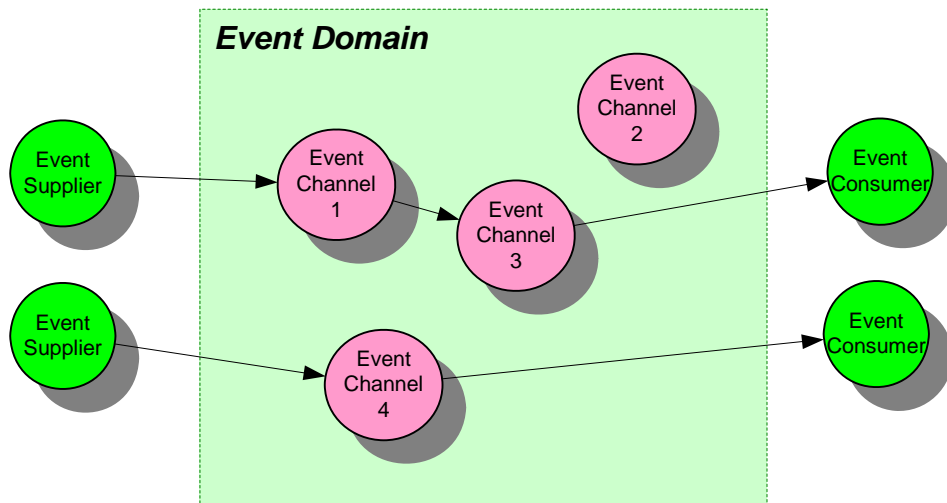 Event Domain
Event
Channel
2
Event
Supplier
Event
Channel
1
Event
Channel
3
Event
Consumer
Event
Supplier
Event
Channel
4
Event
Consumer